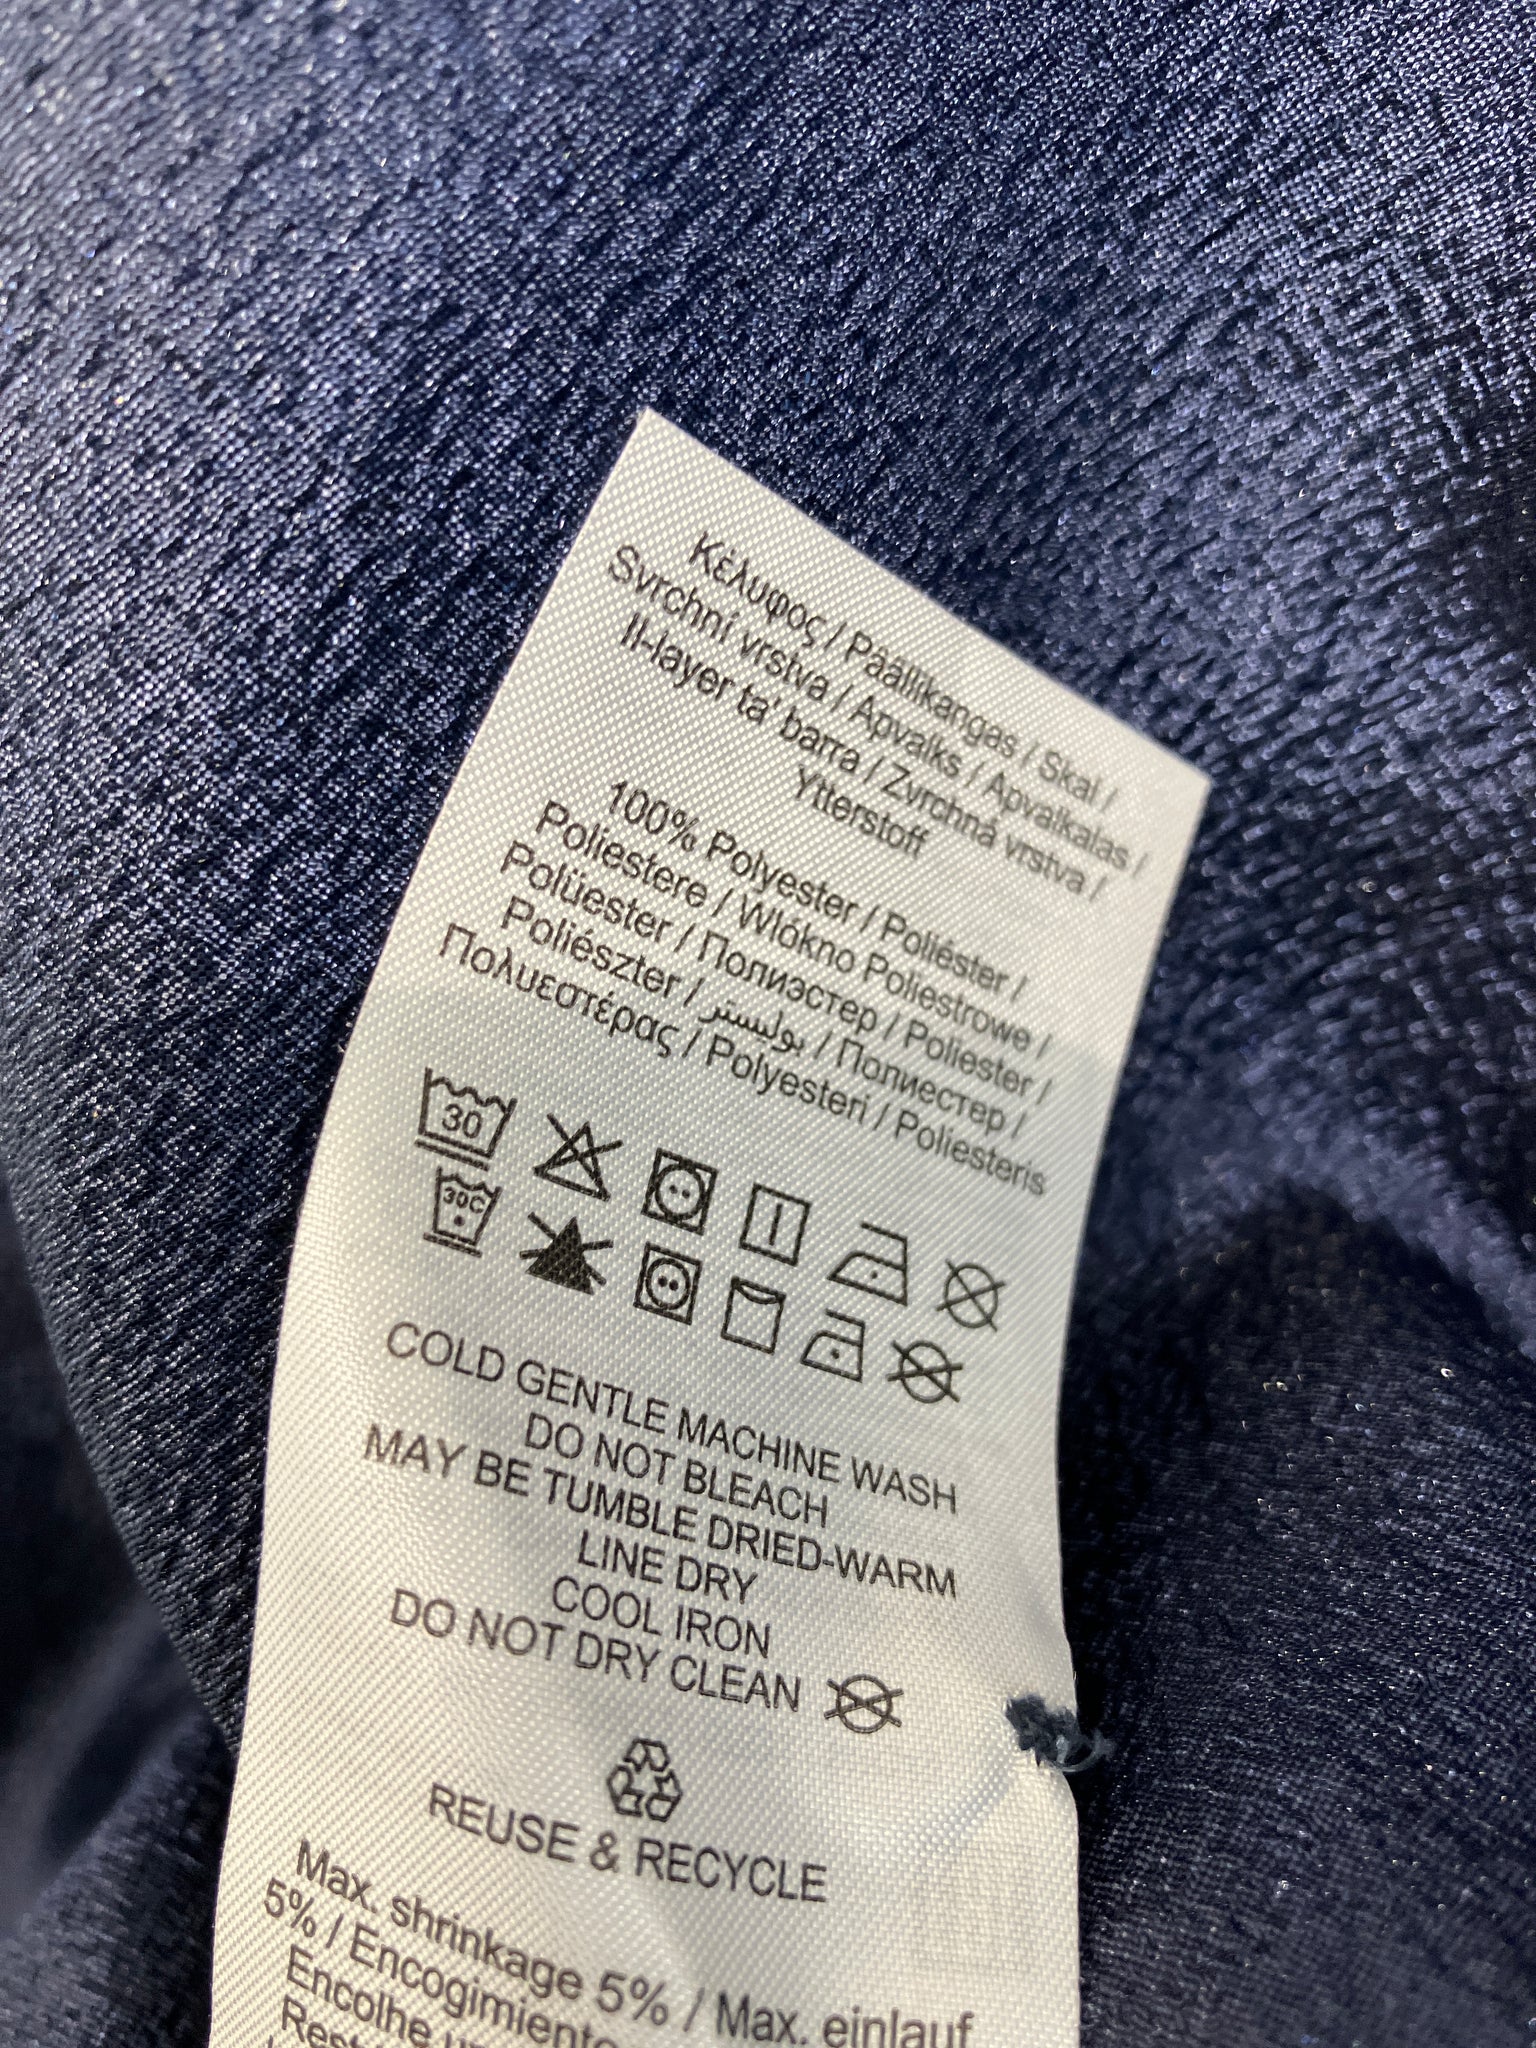 Κέλυφος / Päällikangas / Skal /
Svrchní vrstva / Apvalks / Apvalkalas /
Il-layer ta' barra / Zvrchná vrstva /
Ytterstoff
100% Polyester / Poliéster /
Poliestere / Włókno Poliestrowe /
Polüester / Полиэстер / Poliester /
Poliészter / بوليستر / Полиестер /
Πολυεστέρας / Polyesteri / Poliesteris
30
30C
COLD GENTLE MACHINE WASH
DO NOT BLEACH
MAY BE TUMBLE DRIED-WARM
LINE DRY
COOL IRON
DO NOT DRY CLEAN
REUSE & RECYCLE
Max. shrinkage 5% / Max. einlauf
5% / Encogimiento
Encolhe